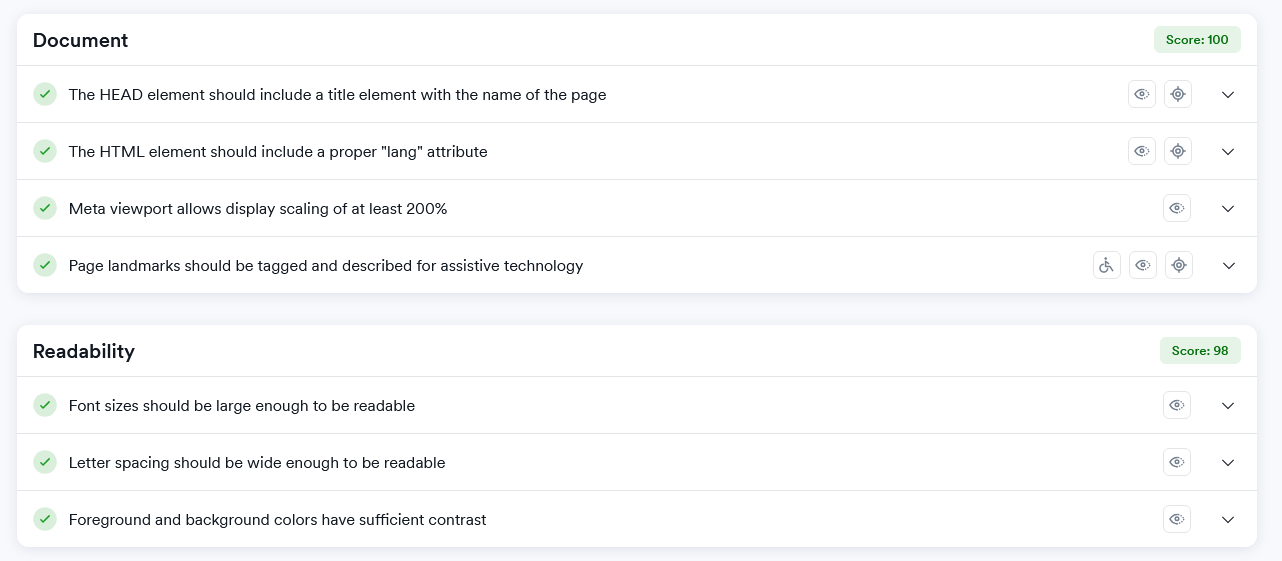 Document
Score: 100
The HEAD element should include a title element with the name of the page
The HTML element should include a proper "lang" attribute
Meta viewport allows display scaling of at least 200%
Page landmarks should be tagged and described for assistive technology
Readability
Score: 98
Font sizes should be large enough to be readable
Letter spacing should be wide enough to be readable
Foreground and background colors have sufficient contrast